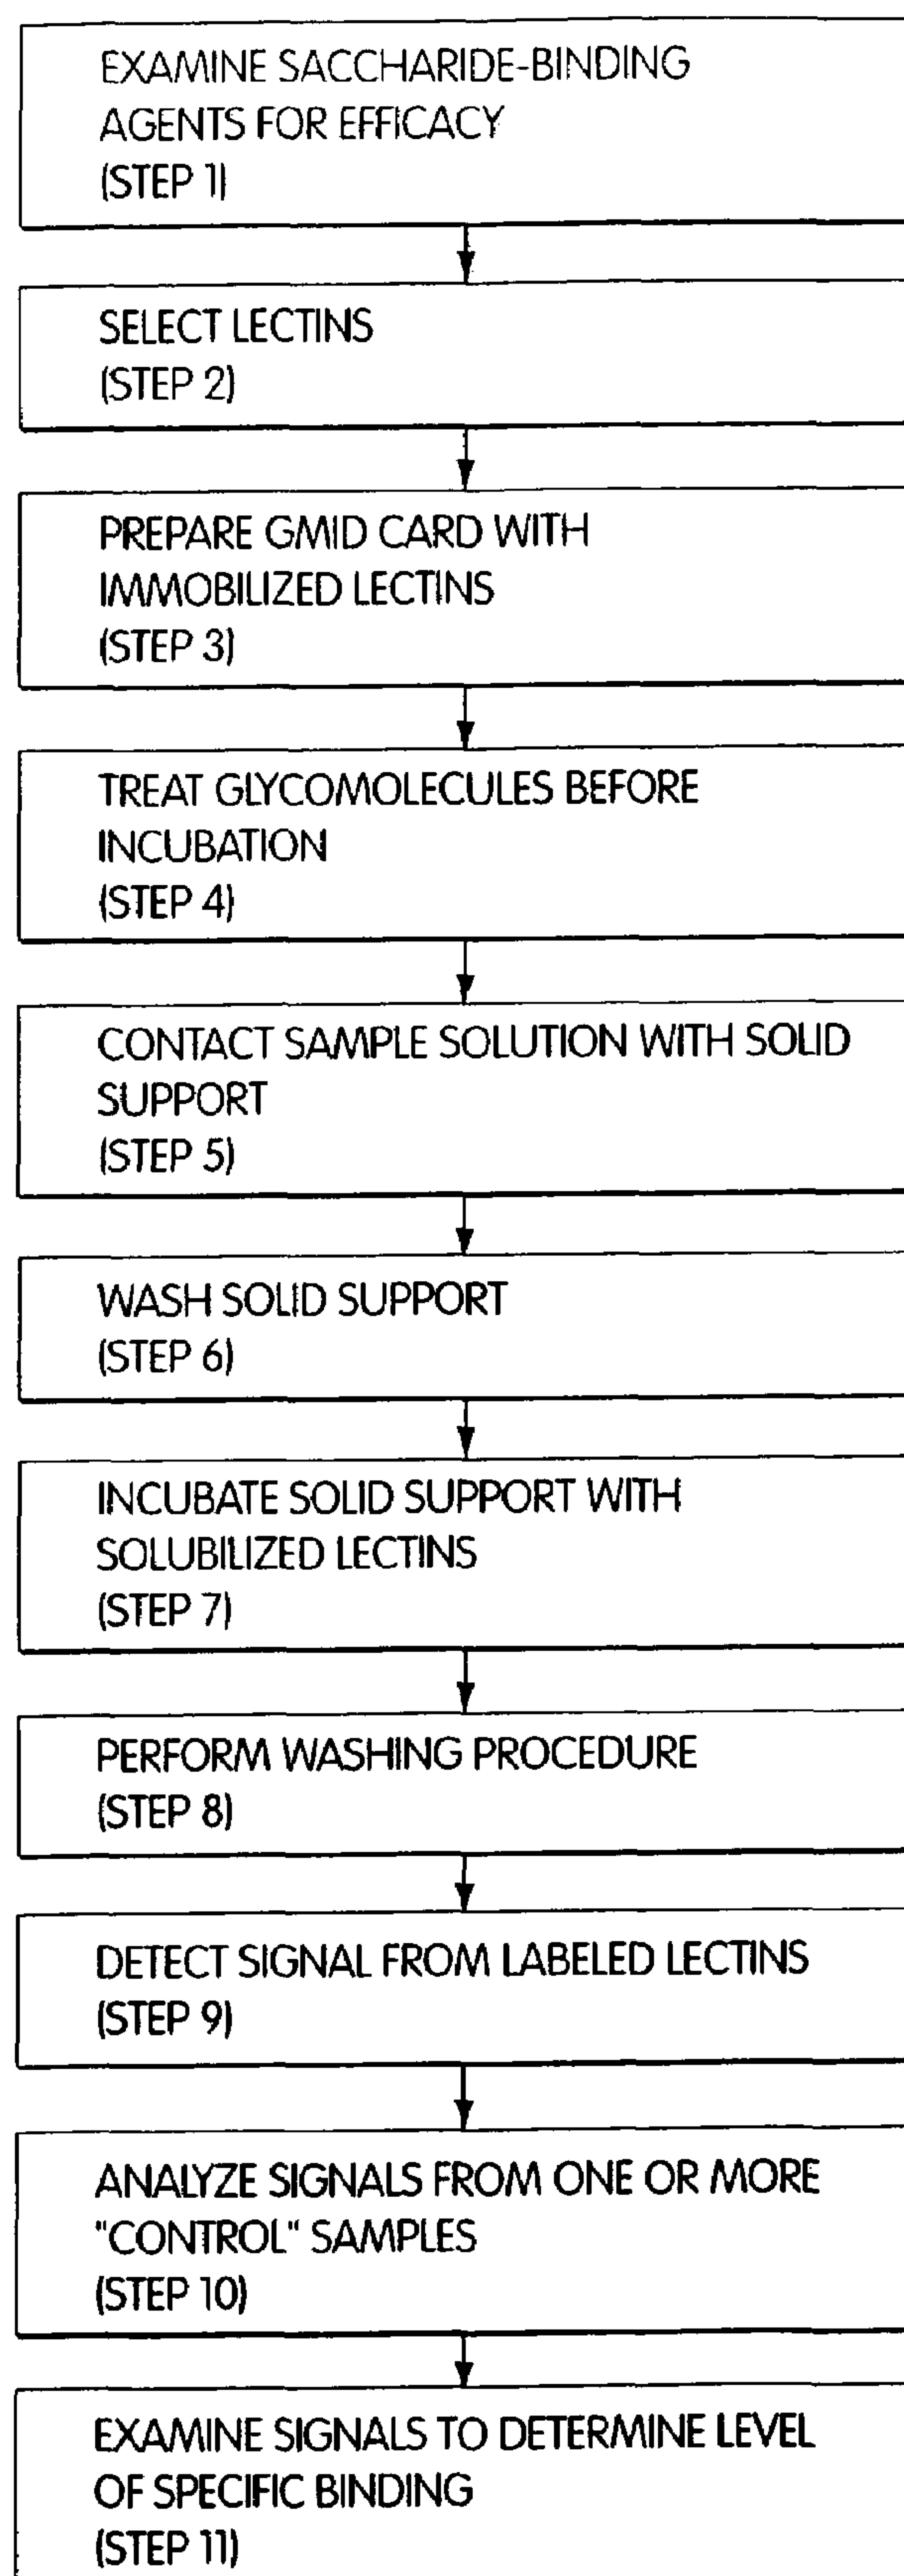 EXAMINE SACCHARIDE-BINDING
AGENTS FOR EFFICACY
(STEP 1)
SELECT LECTINS
(STEP 2)
PREPARE GMID CARD WITH
IMMOBILIZED LECTINS
(STEP 3)
TREAT GLYCOMOLECULES BEFORE
INCUBATION
(STEP 4)
CONTACT SAMPLE SOLUTION WITH SOLID
SUPPORT
(STEP 5)
WASH SOLID SUPPORT
(STEP 6)
INCUBATE SOLID SUPPORT WITH
SOLUBILIZED LECTINS
(STEP 7)
PERFORM WASHING PROCEDURE
(STEP 8)
DETECT SIGNAL FROM LABELED LECTINS
(STEP 9)
ANALYZE SIGNALS FROM ONE OR MORE
"CONTROL" SAMPLES
(STEP 10)
EXAMINE SIGNALS TO DETERMINE LEVEL
OF SPECIFIC BINDING
(STEP 11)